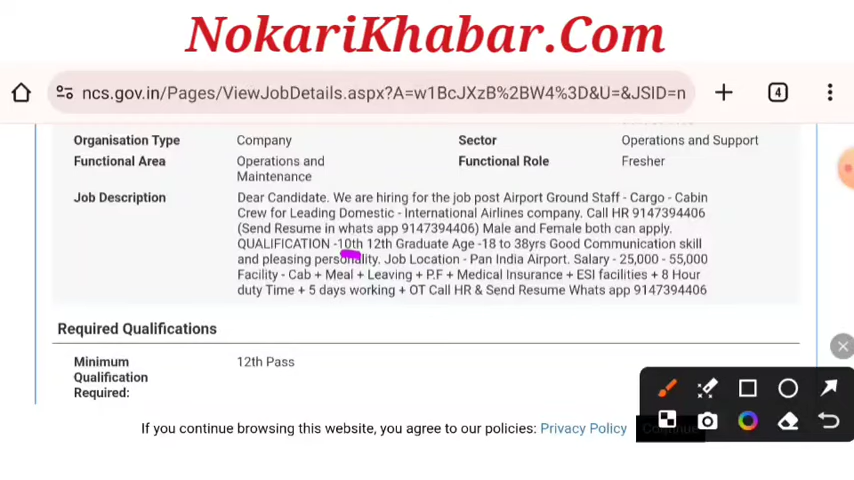 NokariKhabar.Com
ncs.gov.in/Pages/ViewJobDetails.aspx?A=w1BcJXzB%2BW4%3D&U=&JSID=n
4
Organisation Type Company Sector Operations and Support
Functional Area Operations and Maintenance Functional Role Fresher
Job Description Dear Candidate. We are hiring for the job post Airport Ground Staff - Cargo - Cabin
Crew for Leading Domestic - International Airlines company. Call HR 9147394406
(Send Resume in whats app 9147394406) Male and Female both can apply.
QUALIFICATION -10th 12th Graduate Age -18 to 38yrs Good Communication skill
and pleasing personality. Job Location - Pan India Airport. Salary - 25,000 - 55,000
Facility - Cab + Meal + Leaving + P.F + Medical Insurance + ESI facilities + 8 Hour
duty Time + 5 days working + OT Call HR & Send Resume Whats app 9147394406
Required Qualifications
Minimum Qualification Required: 12th Pass
If you continue browsing this website, you agree to our policies: Privacy Policy Continue